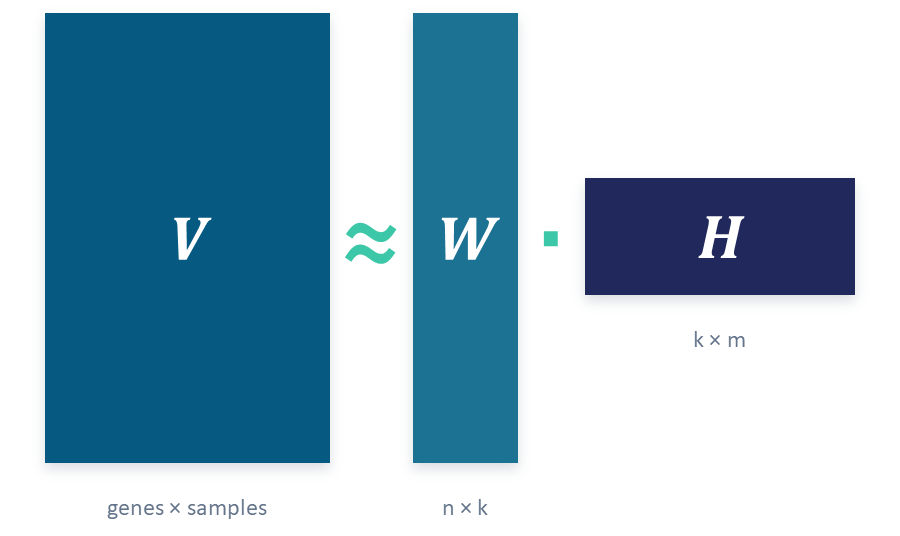 V ≈ W · H
k × m
genes × samples
n × k